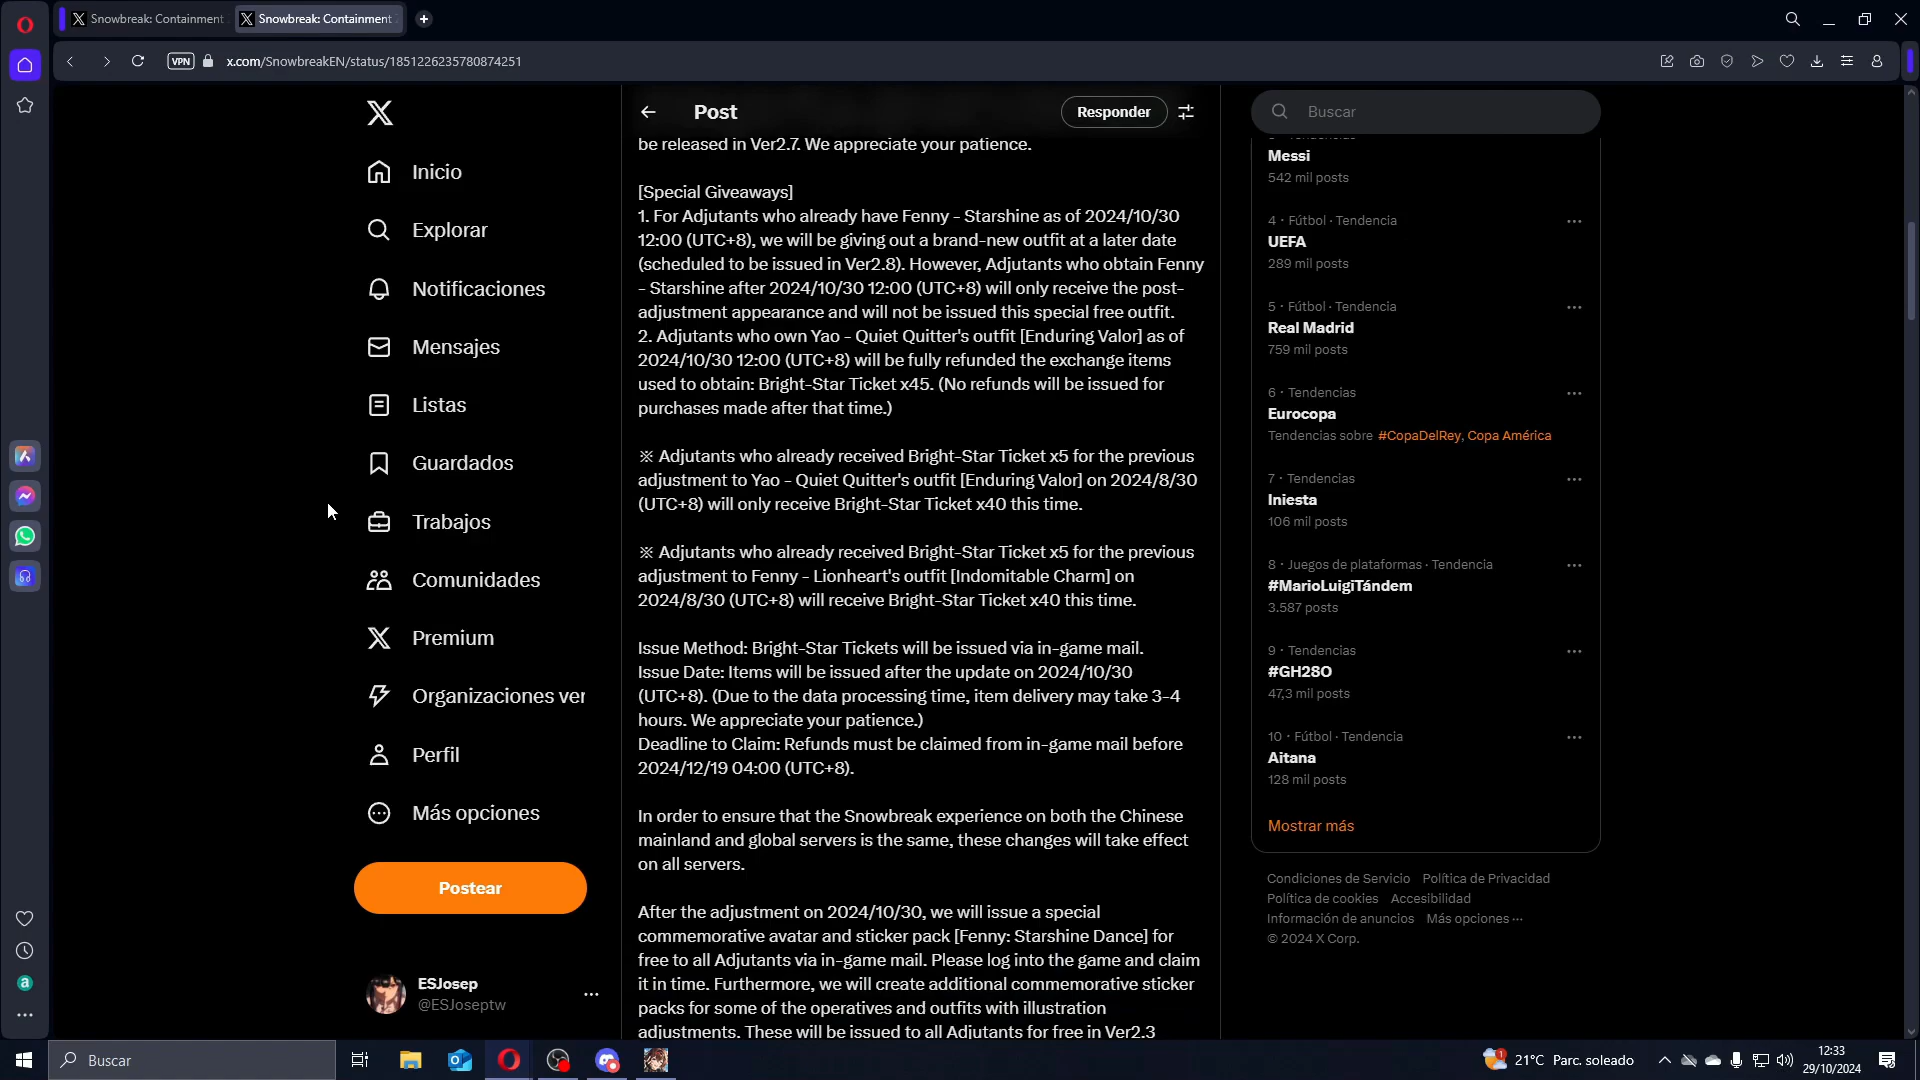 Snowbreak: Containment
Snowbreak: Containment
VPN
x.com/SnowbreakEN/status/1851226235780874251
Inicio
Explorar
Notificaciones
Mensajes
Listas
Guardados
Trabajos
Comunidades
Premium
Organizaciones ver
Perfil
Más opciones
Postear
ESJosep
@ESJoseptw
Post
Responder
be released in Ver2.7. We appreciate your patience.
[Special Giveaways]
1. For Adjutants who already have Fenny - Starshine as of 2024/10/30
12:00 (UTC+8), we will be giving out a brand-new outfit at a later date
(scheduled to be issued in Ver2.8). However, Adjutants who obtain Fenny
- Starshine after 2024/10/30 12:00 (UTC+8) will only receive the post-
adjustment appearance and will not be issued this special free outfit.
2. Adjutants who own Yao - Quiet Quitter's outfit [Enduring Valor] as of
2024/10/30 12:00 (UTC+8) will be fully refunded the exchange items
used to obtain: Bright-Star Ticket x45. (No refunds will be issued for
purchases made after that time.)
※ Adjutants who already received Bright-Star Ticket x5 for the previous
adjustment to Yao - Quiet Quitter's outfit [Enduring Valor] on 2024/8/30
(UTC+8) will only receive Bright-Star Ticket x40 this time.
※ Adjutants who already received Bright-Star Ticket x5 for the previous
adjustment to Fenny - Lionheart's outfit [Indomitable Charm] on
2024/8/30 (UTC+8) will receive Bright-Star Ticket x40 this time.
Issue Method: Bright-Star Tickets will be issued via in-game mail.
Issue Date: Items will be issued after the update on 2024/10/30
(UTC+8). (Due to the data processing time, item delivery may take 3-4
hours. We appreciate your patience.)
Deadline to Claim: Refunds must be claimed from in-game mail before
2024/12/19 04:00 (UTC+8).
In order to ensure that the Snowbreak experience on both the Chinese
mainland and global servers is the same, these changes will take effect
on all servers.
After the adjustment on 2024/10/30, we will issue a special
commemorative avatar and sticker pack [Fenny: Starshine Dance] for
free to all Adjutants via in-game mail. Please log into the game and claim
it in time. Furthermore, we will create additional commemorative sticker
packs for some of the operatives and outfits with illustration
adjustments. These will be issued to all Adjutants for free in Ver2.3
Buscar
Messi
542 mil posts
4 · Fútbol · Tendencia
UEFA
289 mil posts
5 · Fútbol · Tendencia
Real Madrid
759 mil posts
6 · Tendencias
Eurocopa
Tendencias sobre #CopaDelRey, Copa América
7 · Tendencias
Iniesta
106 mil posts
8 · Juegos de plataformas · Tendencia
#MarioLuigiTándem
3.587 posts
9 · Tendencias
#GH28O
47,3 mil posts
10 · Fútbol · Tendencia
Aitana
128 mil posts
Mostrar más
Condiciones de Servicio Política de Privacidad
Política de cookies Accesibilidad
Información de anuncios Más opciones ···
© 2024 X Corp.
Buscar
21°C Parc. soleado
12:33
29/10/2024